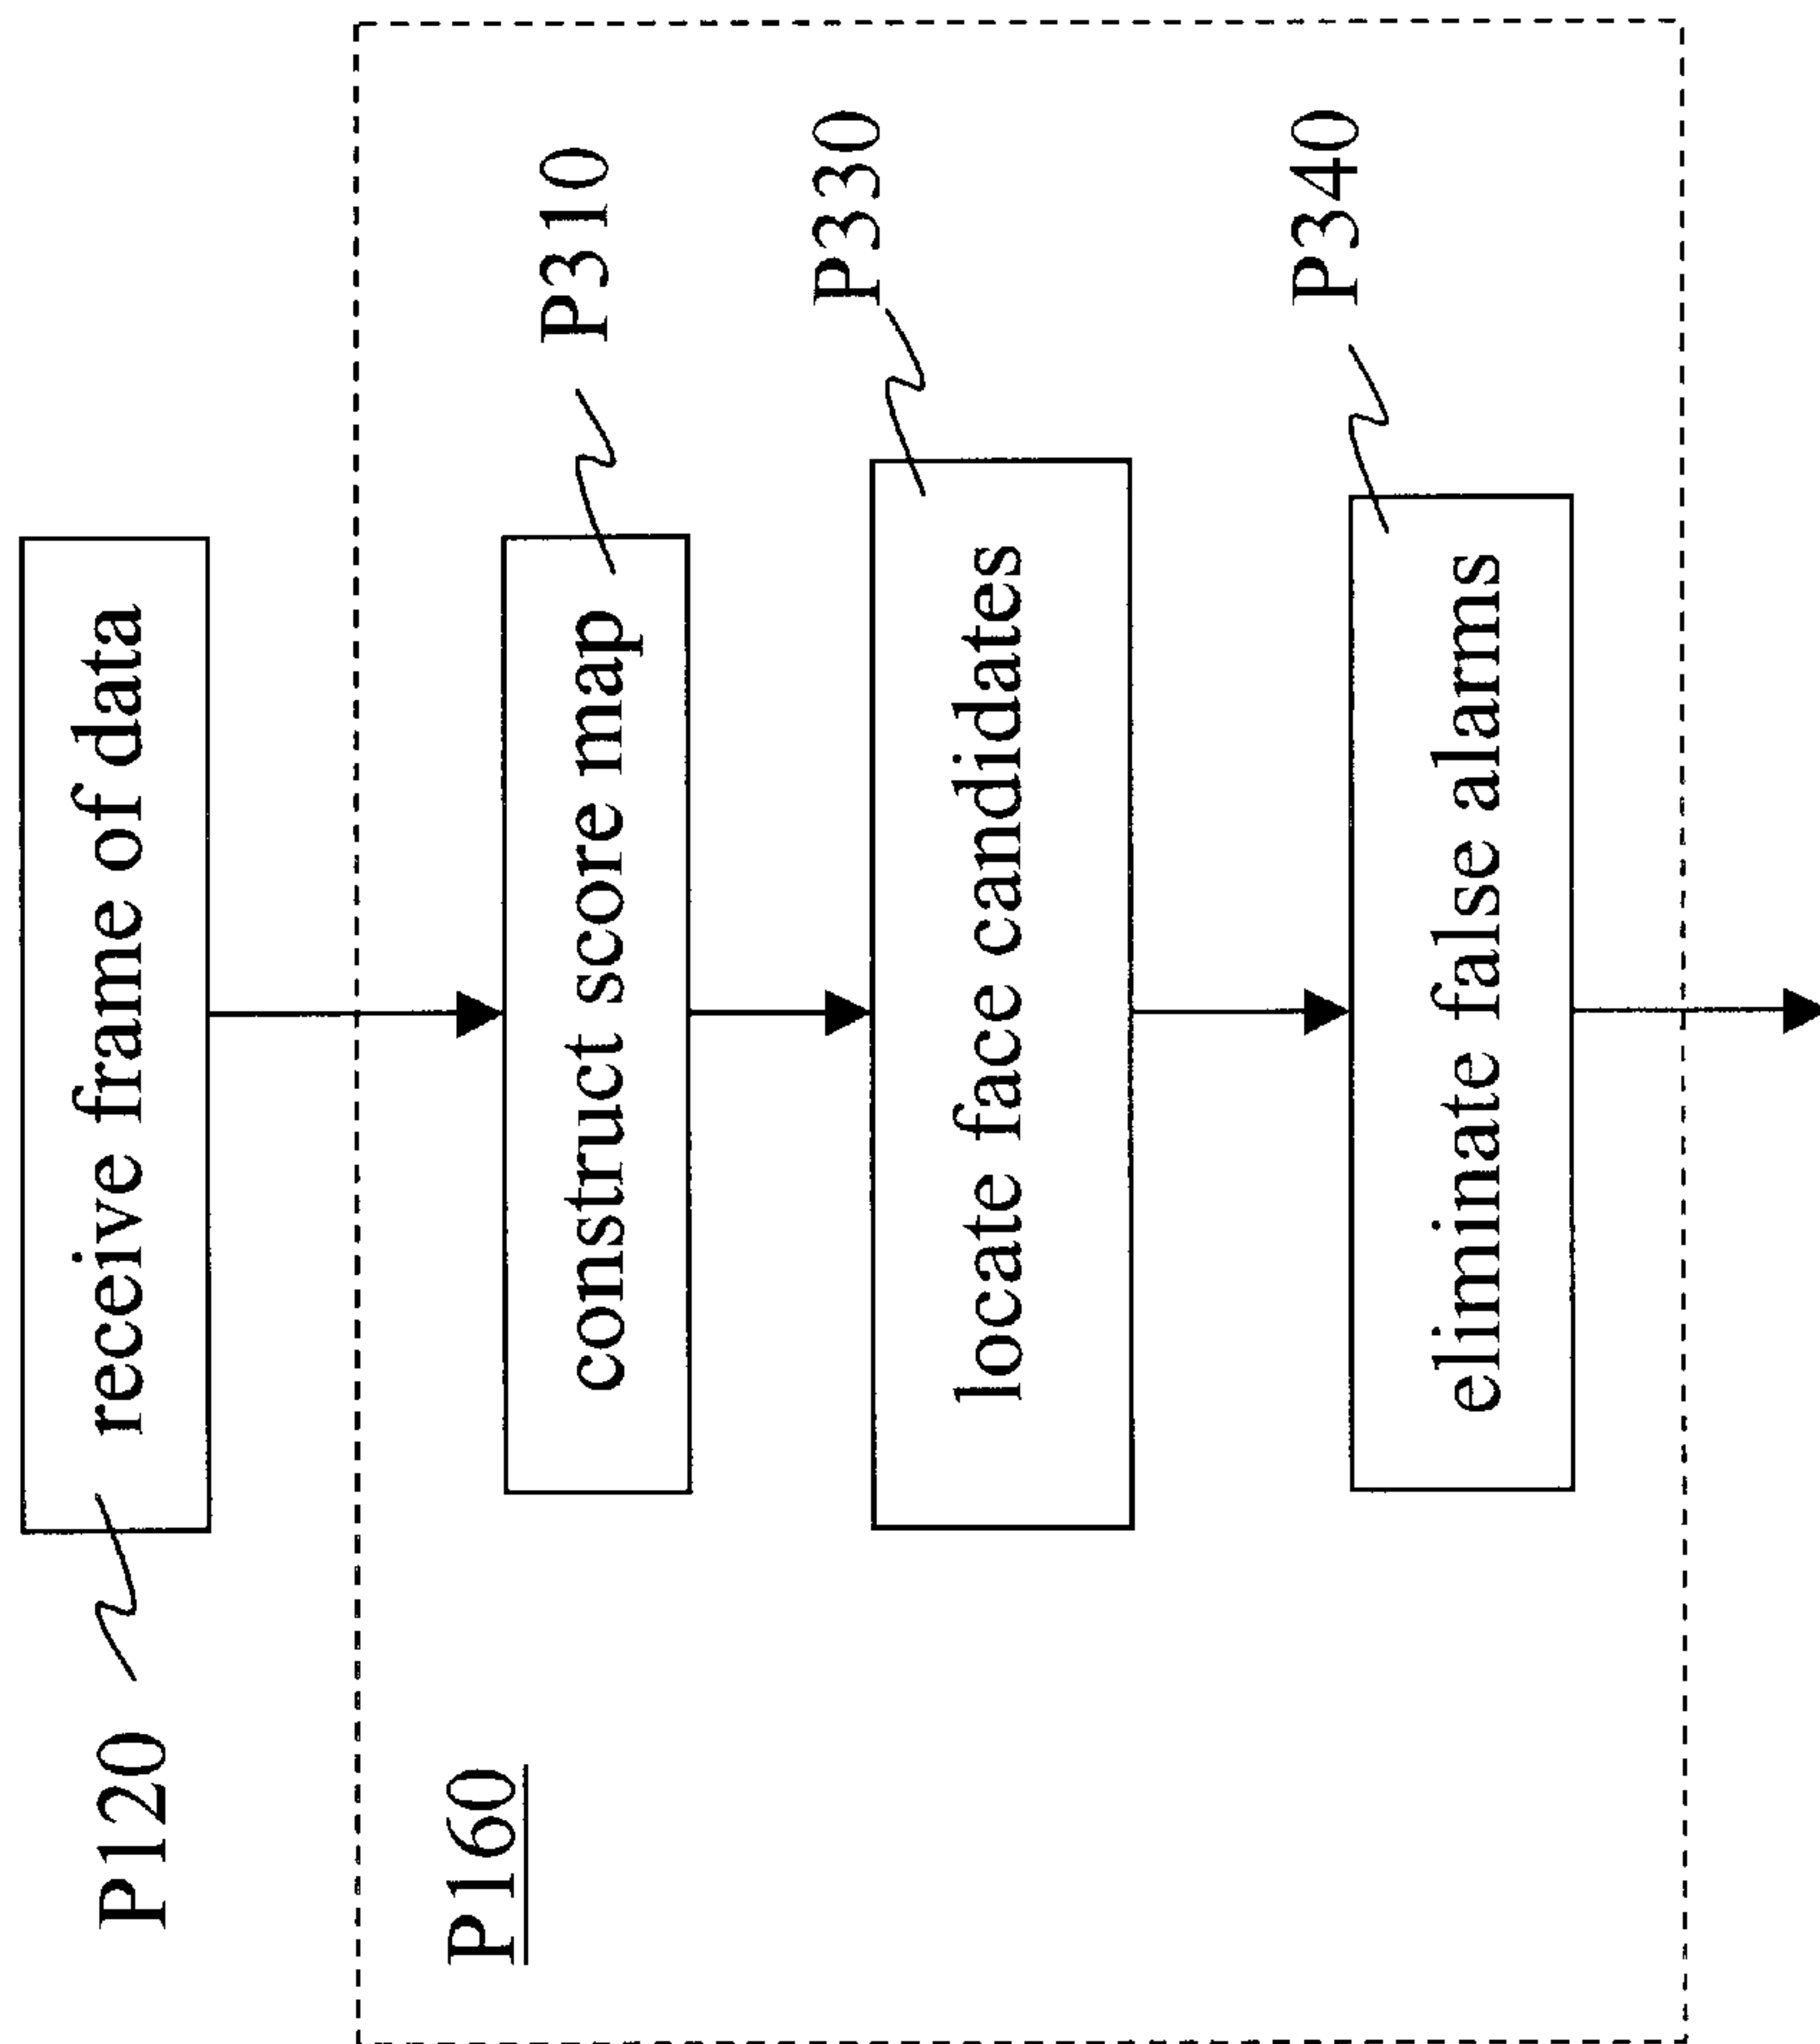 P120
receive frame of data
P160
construct score map
P310
locate face candidates
P330
eliminate false alarms
P340